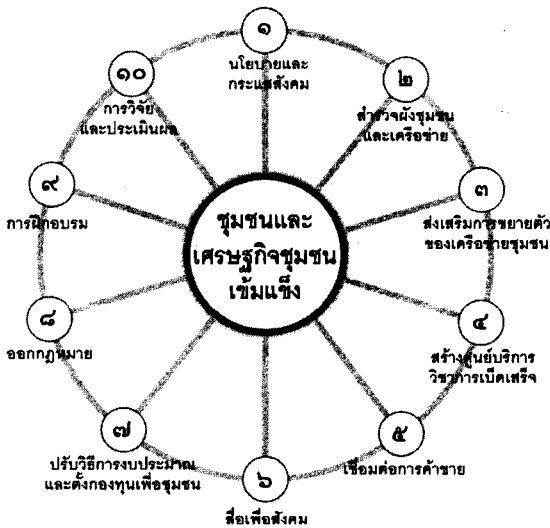 ๑
นโยบายและ
กระแสสังคม
๒
สำรวจผังชุมชน
และเครือข่าย
๓
ส่งเสริมการขยายตัว
ของเครือข่ายชุมชน
๔
สร้างศูนย์บริการ
วิชาการเบ็ดเสร็จ
๕
เชื่อมต่อการค้าขาย
๖
สื่อเพื่อสังคม
๗
ปรับวิธีการงบประมาณ
และตั้งกองทุนเพื่อชุมชน
๘
ออกกฎหมาย
๙
การฝึกอบรม
๑๐
การวิจัย
และประเมินผล
ชุมชนและ
เศรษฐกิจชุมชน
เข้มแข็ง